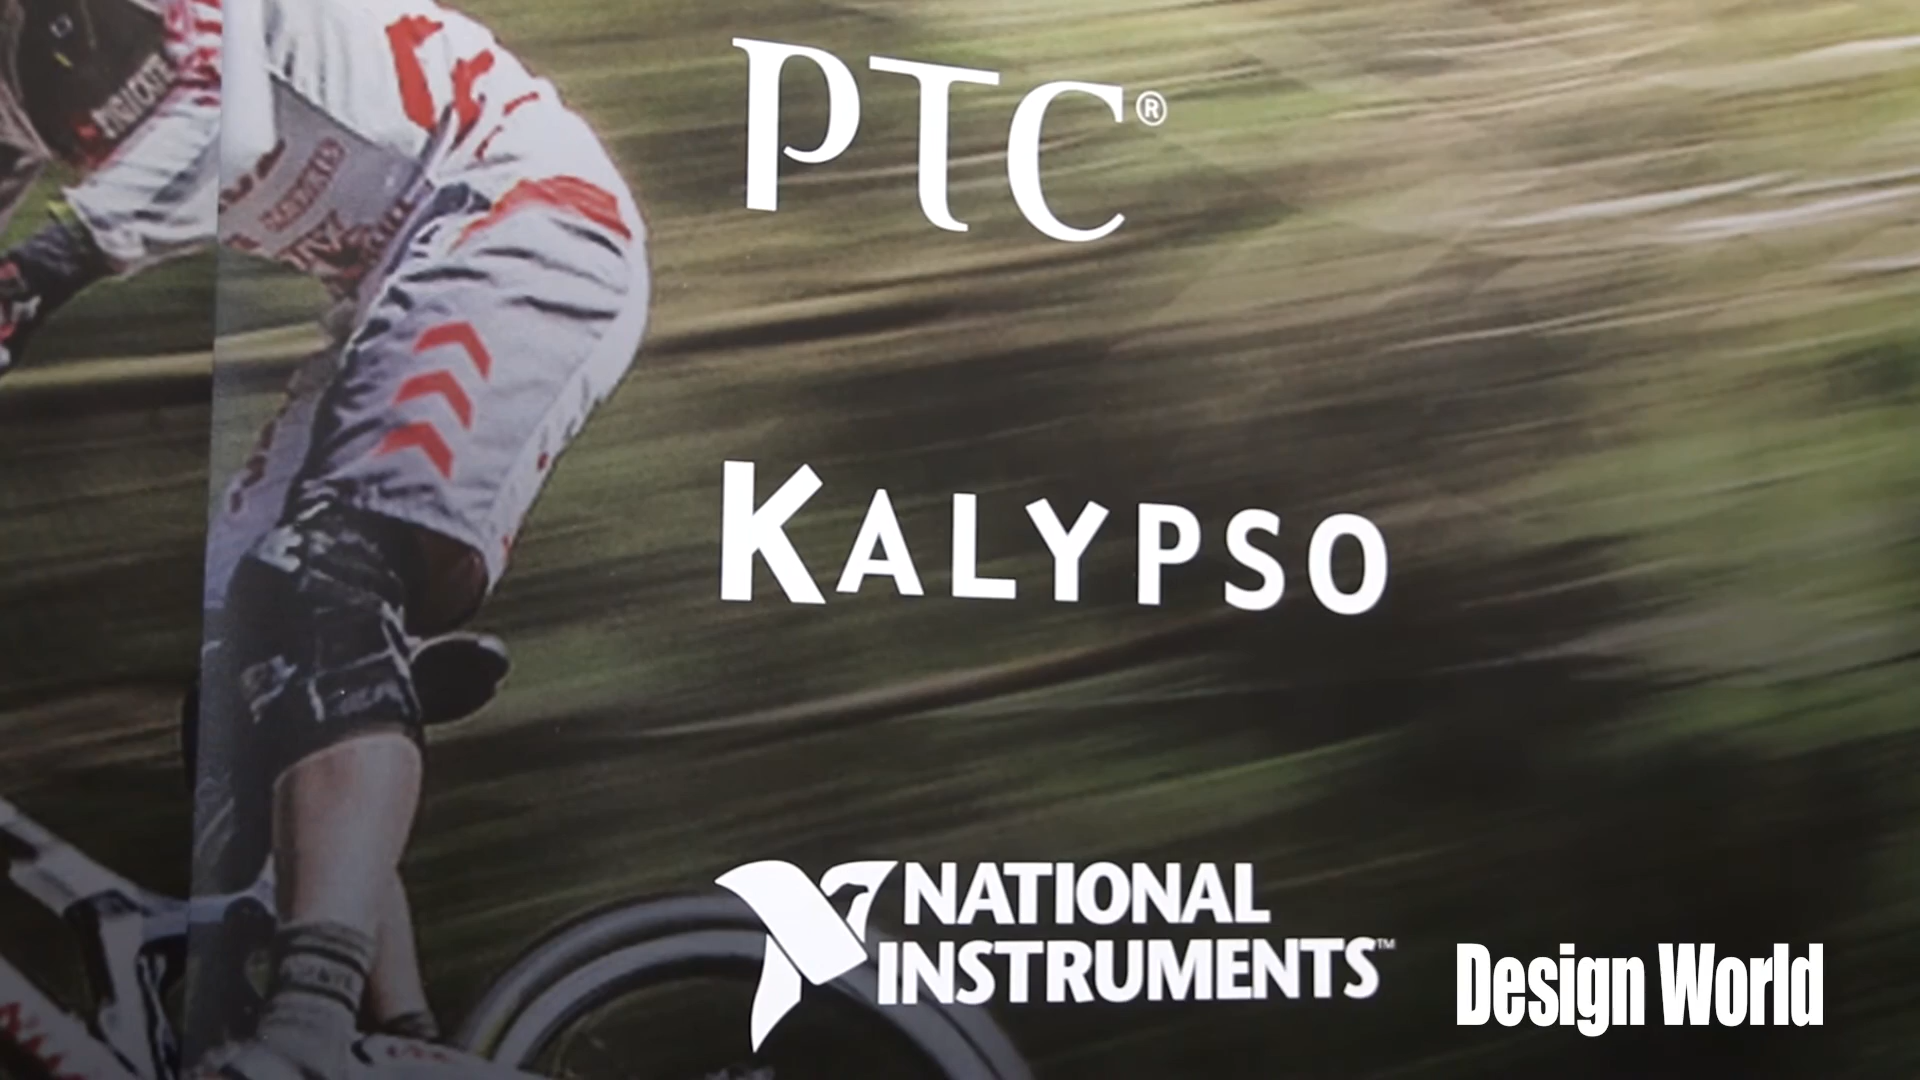 PTC®
KALYPSO
NATIONAL
INSTRUMENTS™
Design World